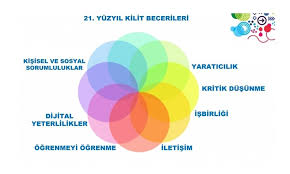 21. YÜZYIL KİLİT BECERİLERİ
KİŞİSEL VE SOSYAL
SORUMLULUKLAR
YARATICILIK
KRİTİK DÜŞÜNME
DİJİTAL
YETERLİLİKLER
İŞBİRLİĞİ
ÖĞRENMEYİ ÖĞRENME
İLETİŞİM